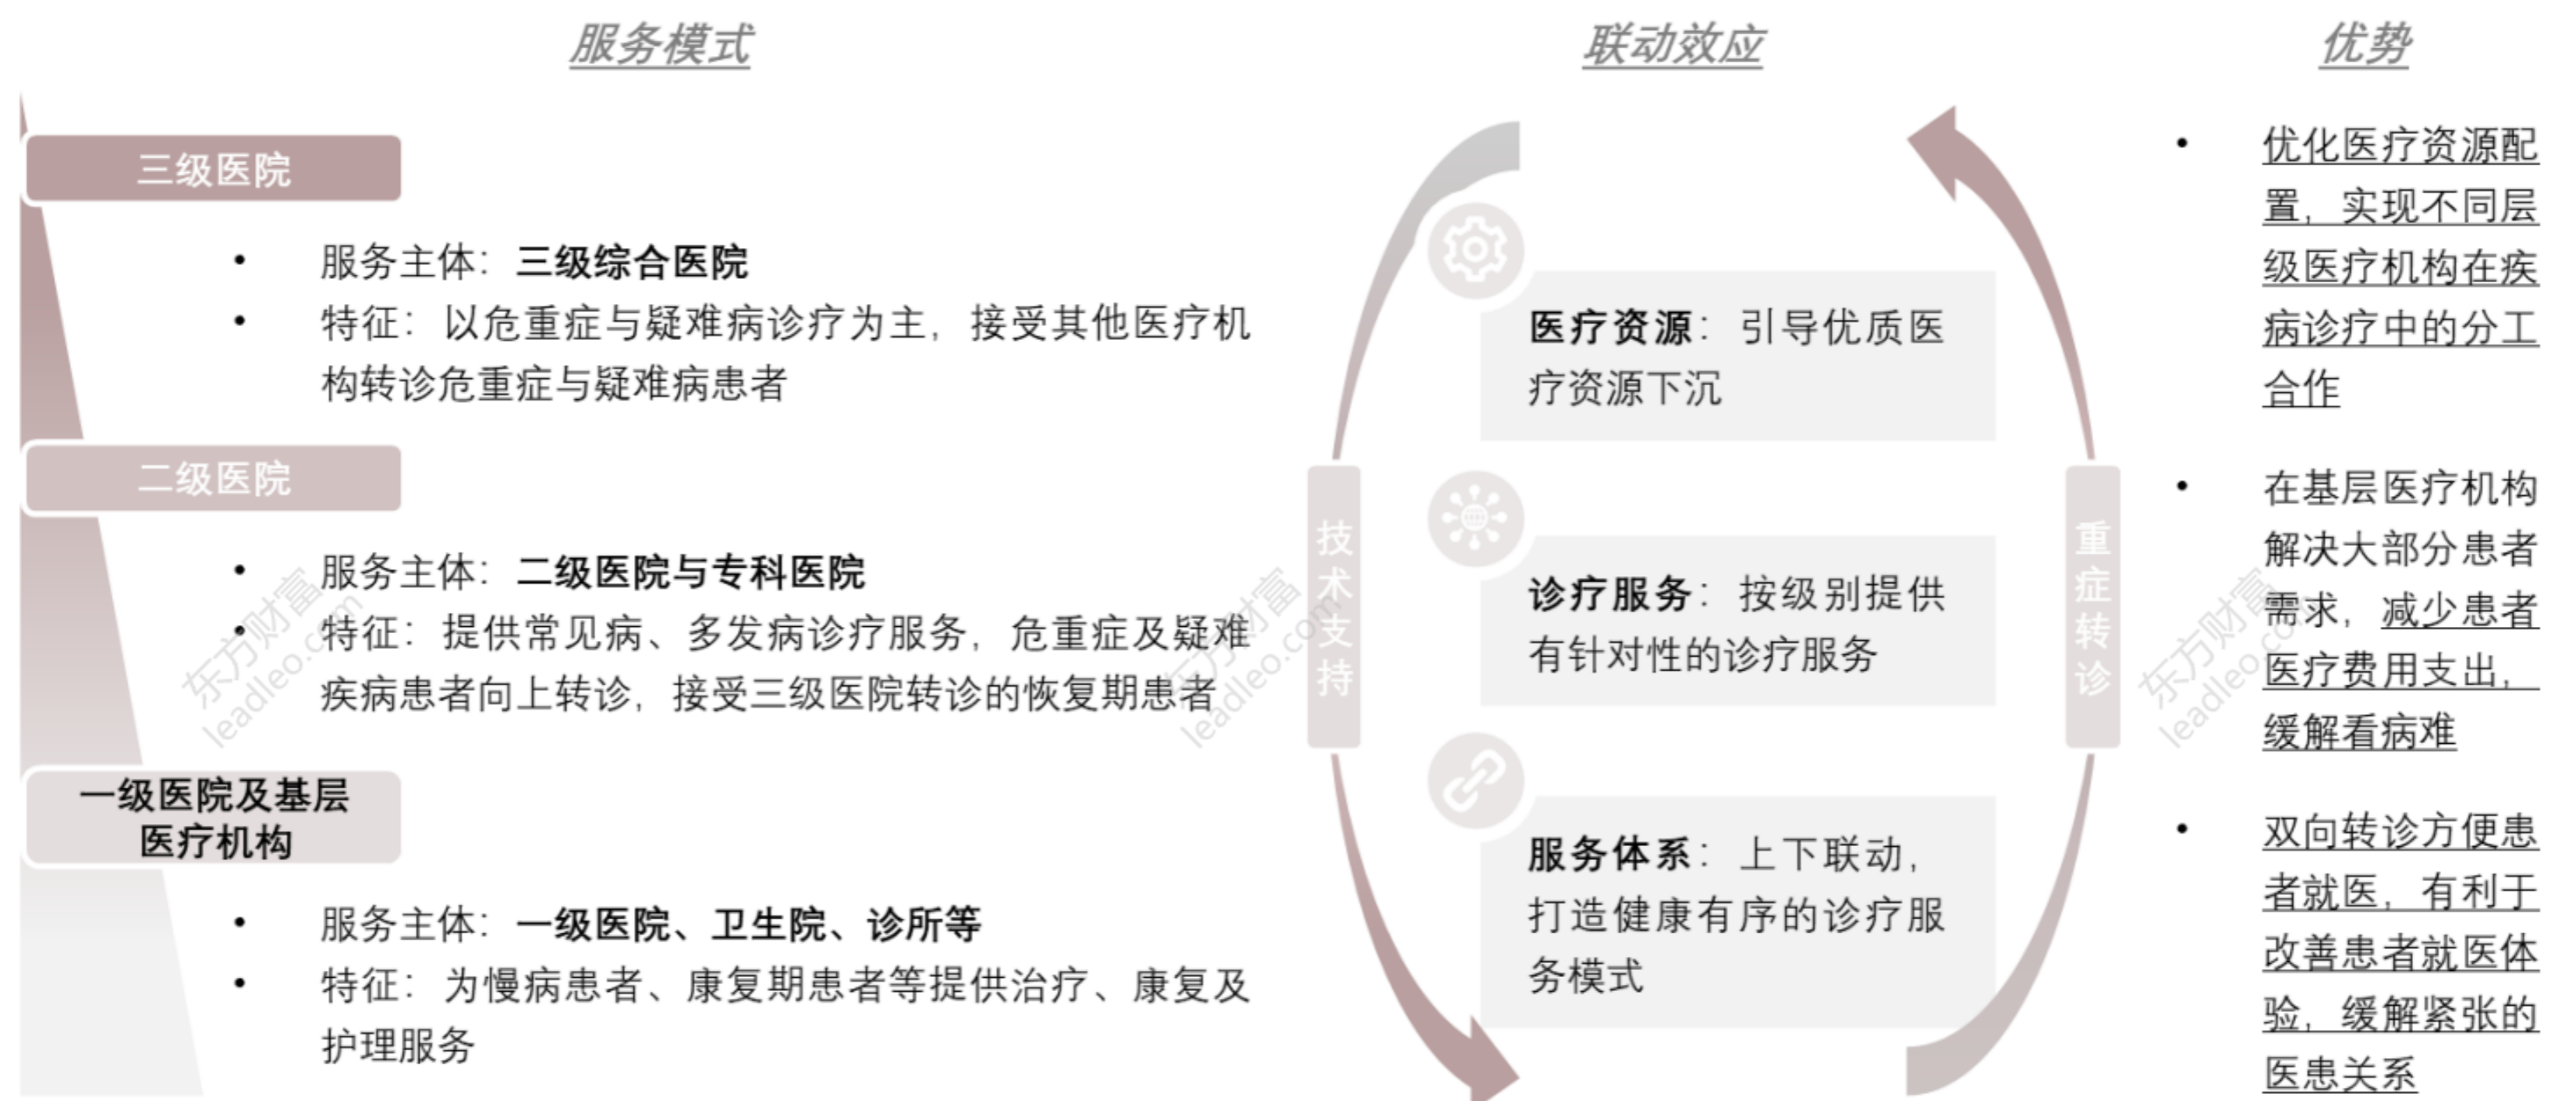 服务模式
三级医院
服务主体：三级综合医院
特征：以危重症与疑难病诊疗为主，接受其他医疗机
构转诊危重症与疑难病患者
二级医院
服务主体：二级医院与专科医院
特征：提供常见病、多发病诊疗服务，危重症及疑难
疾病患者向上转诊，接受三级医院转诊的恢复期患者
一级医院及基层
医疗机构
服务主体：一级医院、卫生院、诊所等
特征：为慢病患者、康复期患者等提供治疗、康复及
护理服务
联动效应
技术支持
医疗资源：引导优质医
疗资源下沉
诊疗服务：按级别提供
有针对性的诊疗服务
服务体系：上下联动，
打造健康有序的诊疗服
务模式
重症转诊
优势
优化医疗资源配
置，实现不同层
级医疗机构在疾
病诊疗中的分工
合作
在基层医疗机构
解决大部分患者
需求，减少患者
医疗费用支出，
缓解看病难
双向转诊方便患
者就医，有利于
改善患者就医体
验，缓解紧张的
医患关系
东方财富
leadleo.com
东方财富
leadleo.com
东方财富
leadleo.com